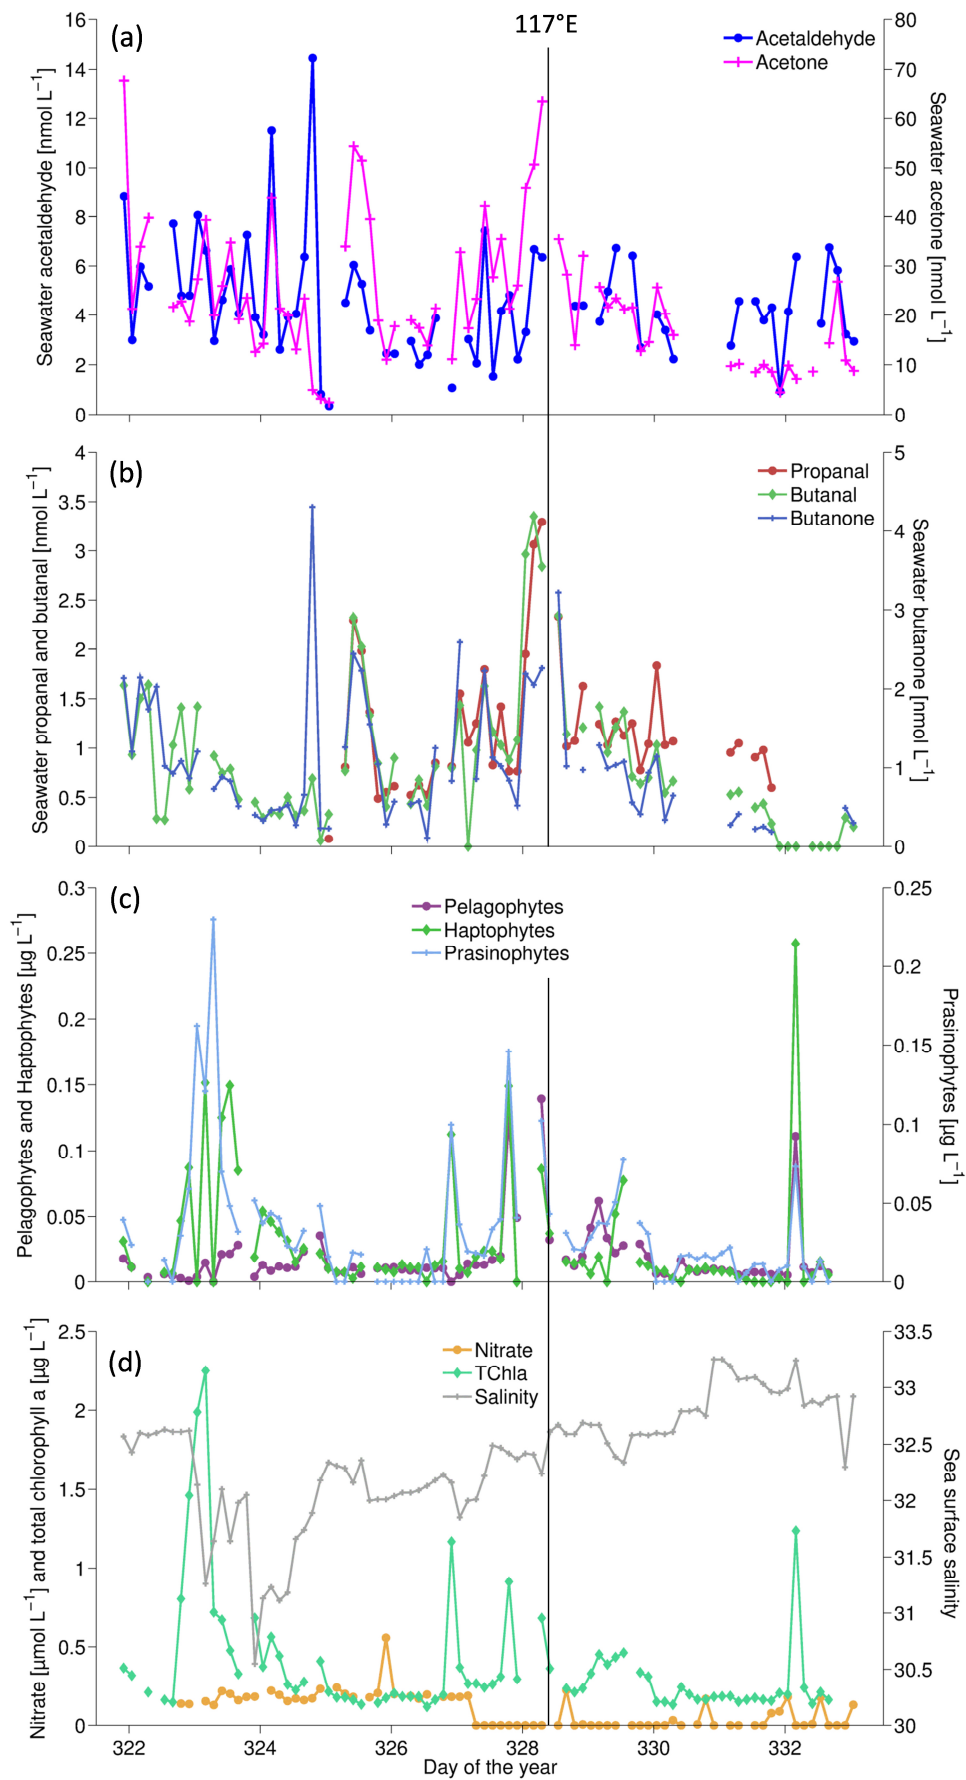 117°E
(a)
Acetaldehyde
Acetone
16
14
12
10
8
6
4
2
0
Seawater acetaldehyde [nmol L⁻¹]
80
70
60
50
40
30
20
10
0
Seawater acetone [nmol L⁻¹]
(b)
Propanal
Butanal
Butanone
4
3.5
3
2.5
2
1.5
1
0.5
0
Seawater propanal and butanal [nmol L⁻¹]
5
4
3
2
1
0
Seawater butanone [nmol L⁻¹]
(c)
Pelagophytes
Haptophytes
Prasinophytes
0.3
0.25
0.2
0.15
0.1
0.05
0
Pelagophytes and Haptophytes [µg L⁻¹]
0.25
0.2
0.15
0.1
0.05
0
Prasinophytes [µg L⁻¹]
(d)
Nitrate
TChla
Salinity
2.5
2
1.5
1
0.5
0
Nitrate [µmol L⁻¹] and total chlorophyll a [µg L⁻¹]
33.5
33
32.5
32
31.5
31
30.5
30
Sea surface salinity
322
324
326
328
330
332
Day of the year